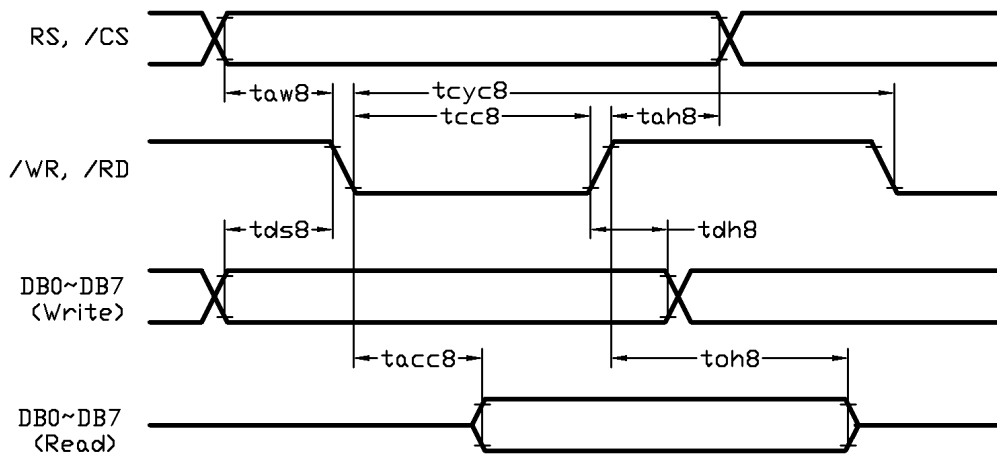 RS, /CS
taw8
tcyc8
tcc8
tah8
/WR, /RD
tds8
tdh8
DB0~DB7
(Write)
tacc8
toh8
DB0~DB7
(Read)